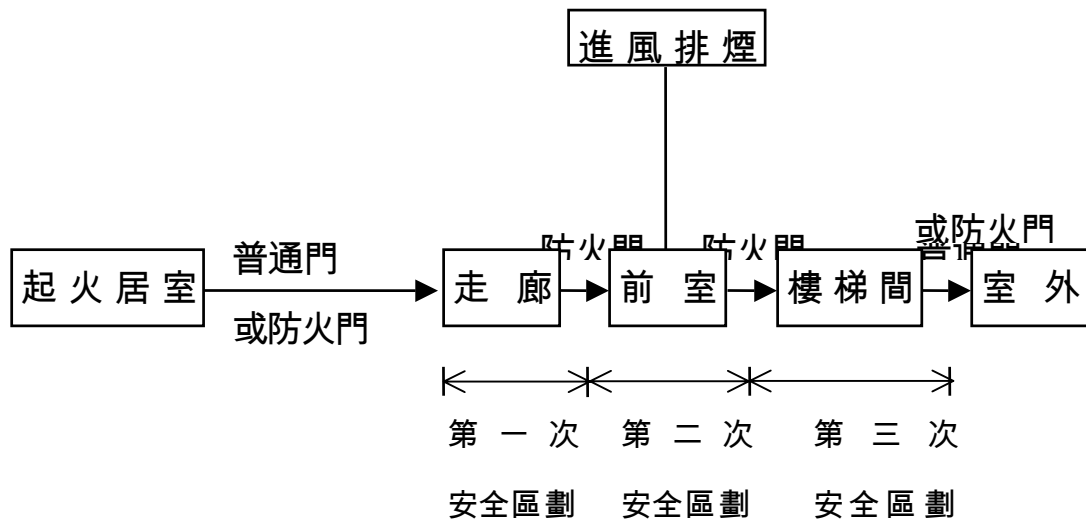 進風排煙
普通門
或防火門
防火門
防火門
或防火門
起火居室
走廊
前室
樓梯間
室外
第一次
安全區劃
第二次
安全區劃
第三次
安全區劃